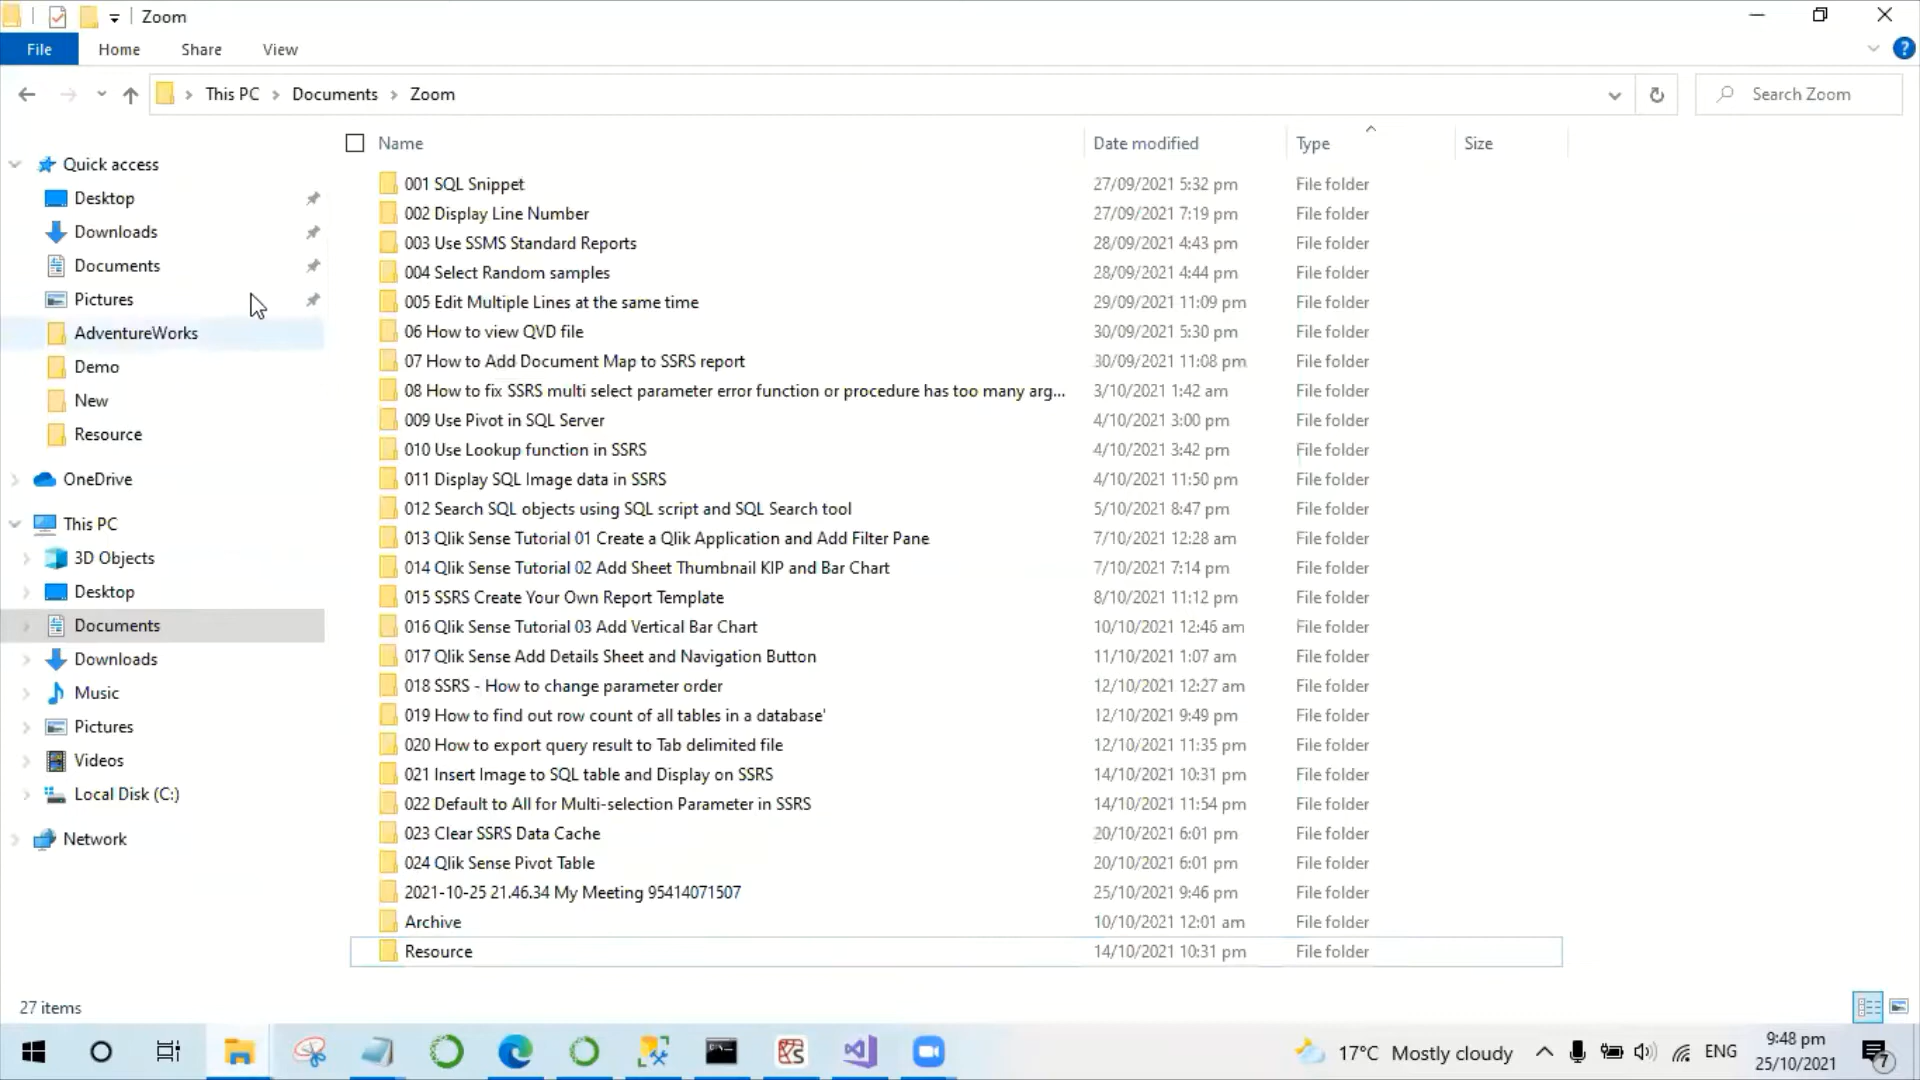 Zoom
File Home Share View
This PC Documents Zoom Search Zoom
Name Date modified Type Size
Quick access
Desktop
Downloads
Documents
Pictures
AdventureWorks
Demo
New
Resource
OneDrive
This PC
3D Objects
Desktop
Documents
Downloads
Music
Pictures
Videos
Local Disk (C:)
Network
001 SQL Snippet 27/09/2021 5:32 pm File folder
002 Display Line Number 27/09/2021 7:19 pm File folder
003 Use SSMS Standard Reports 28/09/2021 4:43 pm File folder
004 Select Random samples 28/09/2021 4:44 pm File folder
005 Edit Multiple Lines at the same time 29/09/2021 11:09 pm File folder
06 How to view QVD file 30/09/2021 5:30 pm File folder
07 How to Add Document Map to SSRS report 30/09/2021 11:08 pm File folder
08 How to fix SSRS multi select parameter error function or procedure has too many arg... 3/10/2021 1:42 am File folder
009 Use Pivot in SQL Server 4/10/2021 3:00 pm File folder
010 Use Lookup function in SSRS 4/10/2021 3:42 pm File folder
011 Display SQL Image data in SSRS 4/10/2021 11:50 pm File folder
012 Search SQL objects using SQL script and SQL Search tool 5/10/2021 8:47 pm File folder
013 Qlik Sense Tutorial 01 Create a Qlik Application and Add Filter Pane 7/10/2021 12:28 am File folder
014 Qlik Sense Tutorial 02 Add Sheet Thumbnail KIP and Bar Chart 7/10/2021 7:14 pm File folder
015 SSRS Create Your Own Report Template 8/10/2021 11:12 pm File folder
016 Qlik Sense Tutorial 03 Add Vertical Bar Chart 10/10/2021 12:46 am File folder
017 Qlik Sense Add Details Sheet and Navigation Button 11/10/2021 1:07 am File folder
018 SSRS - How to change parameter order 12/10/2021 12:27 am File folder
019 How to find out row count of all tables in a database' 12/10/2021 9:49 pm File folder
020 How to export query result to Tab delimited file 12/10/2021 11:35 pm File folder
021 Insert Image to SQL table and Display on SSRS 14/10/2021 10:31 pm File folder
022 Default to All for Multi-selection Parameter in SSRS 14/10/2021 11:54 pm File folder
023 Clear SSRS Data Cache 20/10/2021 6:01 pm File folder
024 Qlik Sense Pivot Table 20/10/2021 6:01 pm File folder
2021-10-25 21.46.34 My Meeting 95414071507 25/10/2021 9:46 pm File folder
Archive 10/10/2021 12:01 am File folder
Resource 14/10/2021 10:31 pm File folder
27 items
17°C Mostly cloudy ENG 9:48 pm
25/10/2021
7